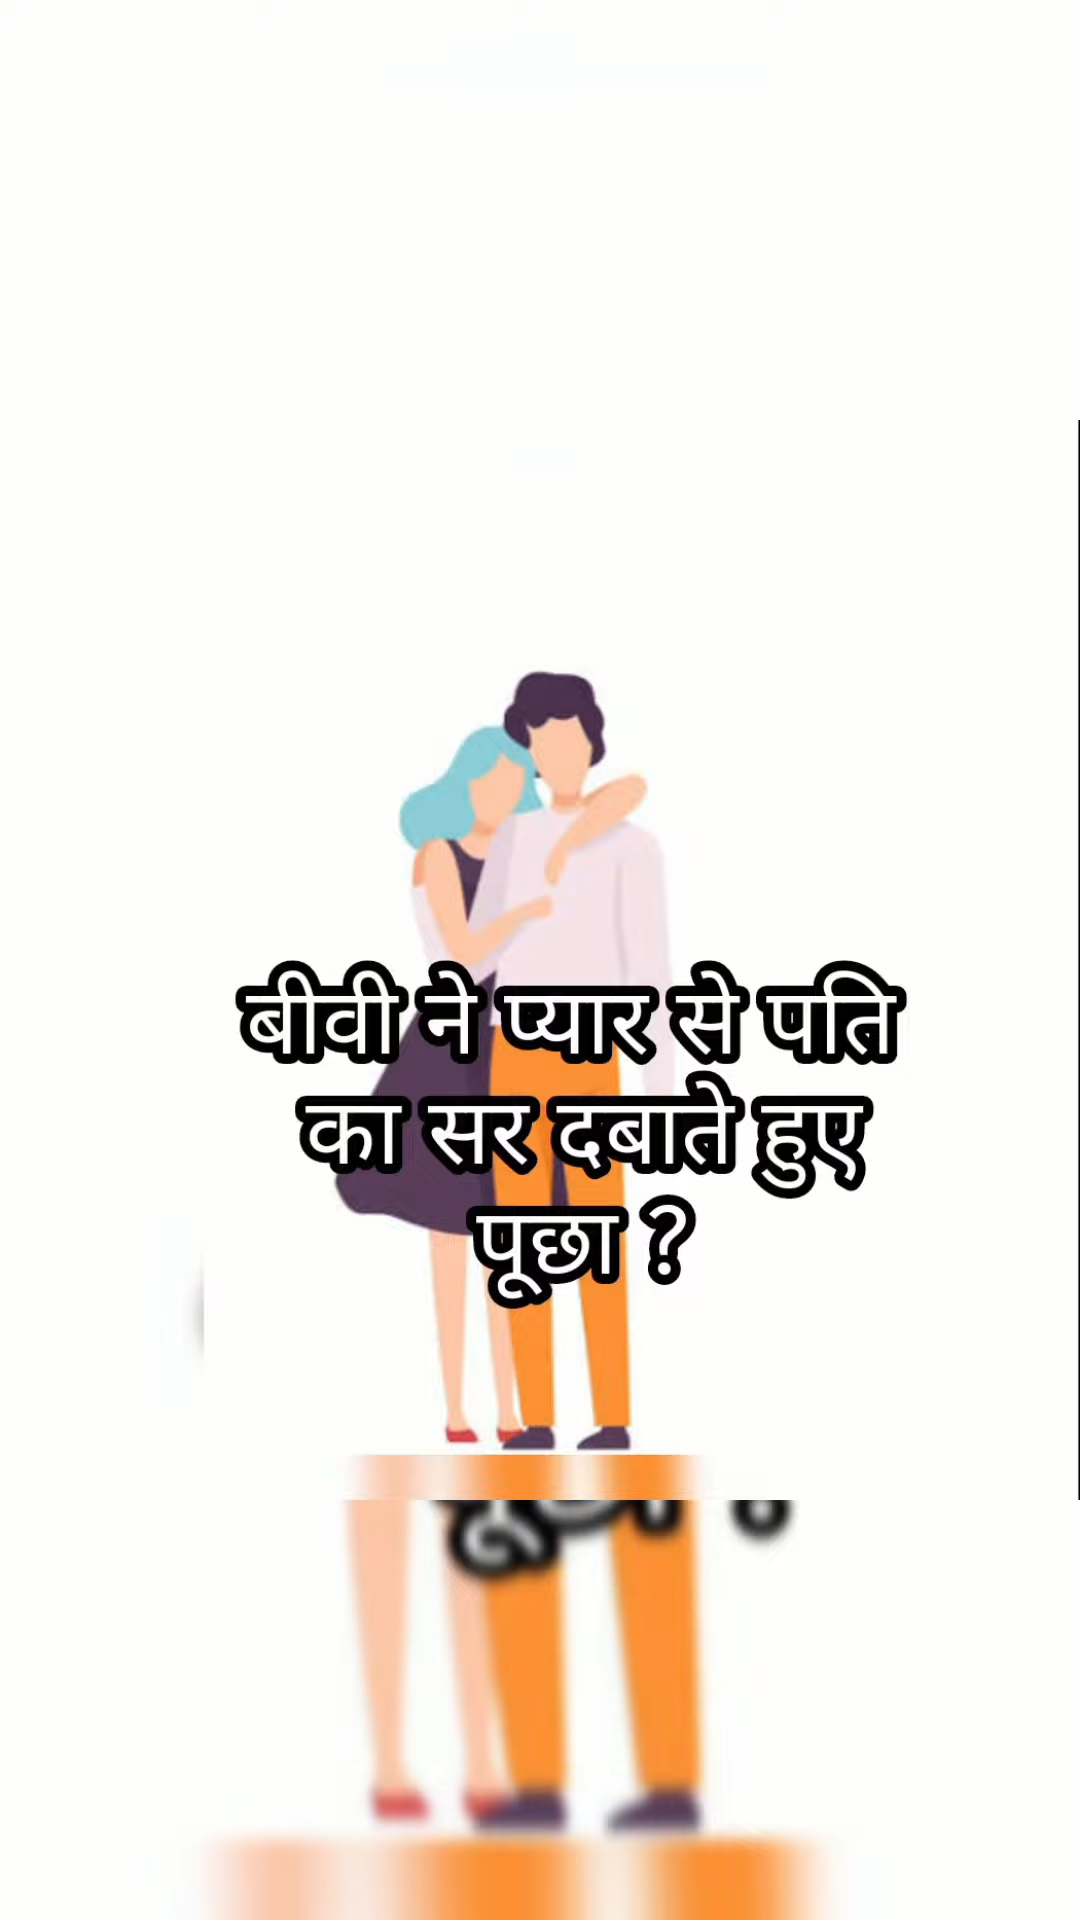 बीवी ने प्यार से पति
का सर दबाते हुए
पूछा ?